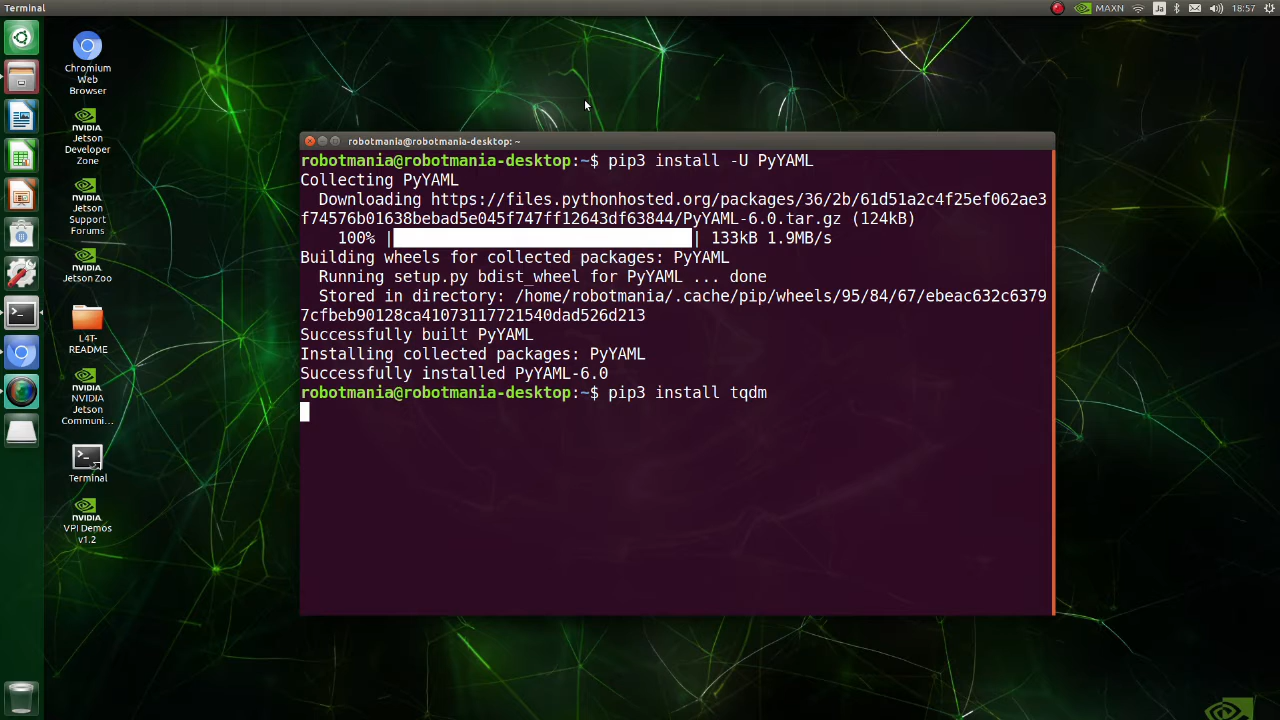 Terminal
MAXN
Ja
18:57
Chromium
Web
Browser
NVIDIA
Jetson
Developer
Zone
NVIDIA
Jetson
Support
Forums
NVIDIA
Jetson Zoo
L4T-
README
NVIDIA
NVIDIA
Jetson
Communi...
Terminal
NVIDIA
VPI Demos
v1.2
robotmania@robotmania-desktop: ~
robotmania@robotmania-desktop:~$ pip3 install -U PyYAML
Collecting PyYAML
Downloading https://files.pythonhosted.org/packages/36/2b/61d51a2c4f25ef062ae3
f74576b01638bebad5e045f747ff12643df63844/PyYAML-6.0.tar.gz (124kB)
100% | | 133kB 1.9MB/s
Building wheels for collected packages: PyYAML
Running setup.py bdist_wheel for PyYAML ... done
Stored in directory: /home/robotmania/.cache/pip/wheels/95/84/67/ebeac632c6379
7cfbeb90128ca41073117721540dad526d213
Successfully built PyYAML
Installing collected packages: PyYAML
Successfully installed PyYAML-6.0
robotmania@robotmania-desktop:~$ pip3 install tqdm